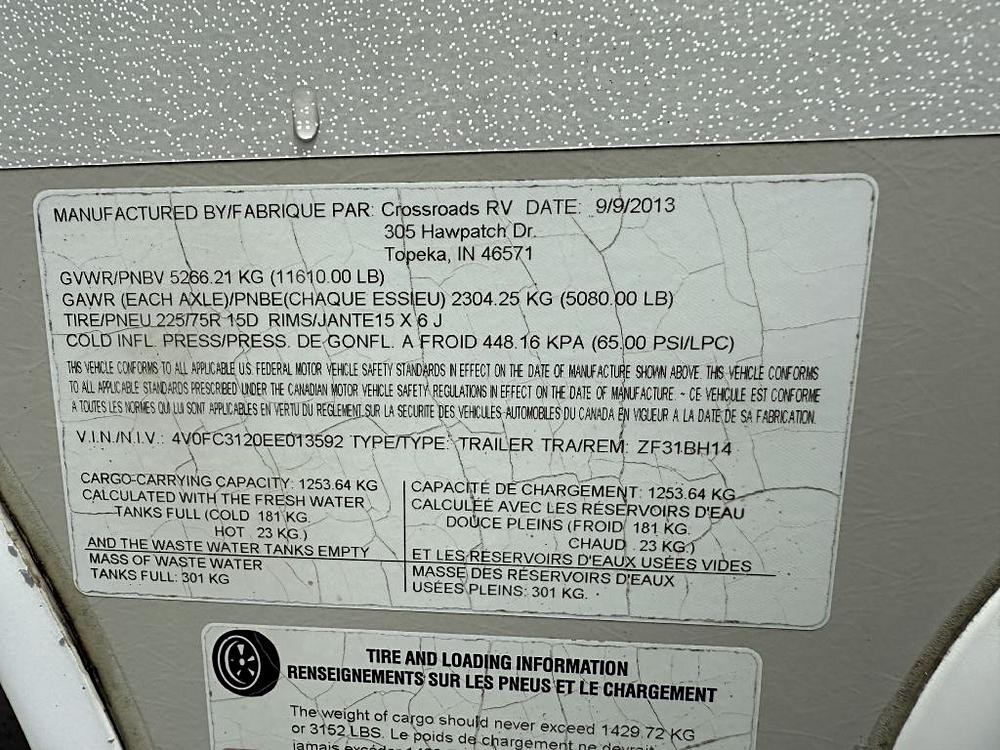 MANUFACTURED BY/FABRIQUE PAR: Crossroads RV DATE: 9/9/2013
305 Hawpatch Dr.
Topeka, IN 46571
GVWR/PNBV 5266.21 KG (11610.00 LB)
GAWR (EACH AXLE)/PNBE(CHAQUE ESSIEU) 2304.25 KG (5080.00 LB)
TIRE/PNEU 225/75R 15D RIMS/JANTE15 X 6 J
COLD INFL. PRESS/PRESS. DE GONFL. A FROID 448.16 KPA (65.00 PSI/LPC)
THIS VEHICLE CONFORMS TO ALL APPLICABLE U.S. FEDERAL MOTOR VEHICLE SAFETY STANDARDS IN EFFECT ON THE DATE OF MANUFACTURE SHOWN ABOVE. THIS VEHICLE CONFORMS
TO ALL APPLICABLE STANDARDS PRESCRIBED UNDER THE CANADIAN MOTOR VEHICLE SAFETY REGULATIONS IN EFFECT ON THE DATE OF MANUFACTURE. - CE VEHICULE EST CONFORME
A TOUTES LES NORMES QUI LUI SONT APPLICABLES EN VERTU DU REGLEMENT SUR LA SECURITE DES VEHICULES AUTOMOBILES DU CANADA EN VIGUEUR A LA DATE DE SA FABRICATION.
V.I.N./N.I.V.: 4V0FC3120EE013592 TYPE/TYPE: TRAILER TRA/REM: ZF31BH14
CARGO-CARRYING CAPACITY: 1253.64 KG
CALCULATED WITH THE FRESH WATER
TANKS FULL (COLD 181 KG.
HOT 23 KG.)
AND THE WASTE WATER TANKS EMPTY
MASS OF WASTE WATER
TANKS FULL: 301 KG
CAPACITÉ DE CHARGEMENT: 1253.64 KG
CALCULÉE AVEC LES RÉSERVOIRS D'EAU
DOUCE PLEINS (FROID 181 KG.
CHAUD 23 KG.)
ET LES RÉSERVOIRS D'EAUX USÉES VIDES
MASSE DES RÉSERVOIRS D'EAUX
USÉES PLEINS: 301 KG.
TIRE AND LOADING INFORMATION
RENSEIGNEMENTS SUR LES PNEUS ET LE CHARGEMENT
The weight of cargo should never exceed 1429.72 KG
or 3152 LBS. Le poids de chargement ne devrait
jamais excéder